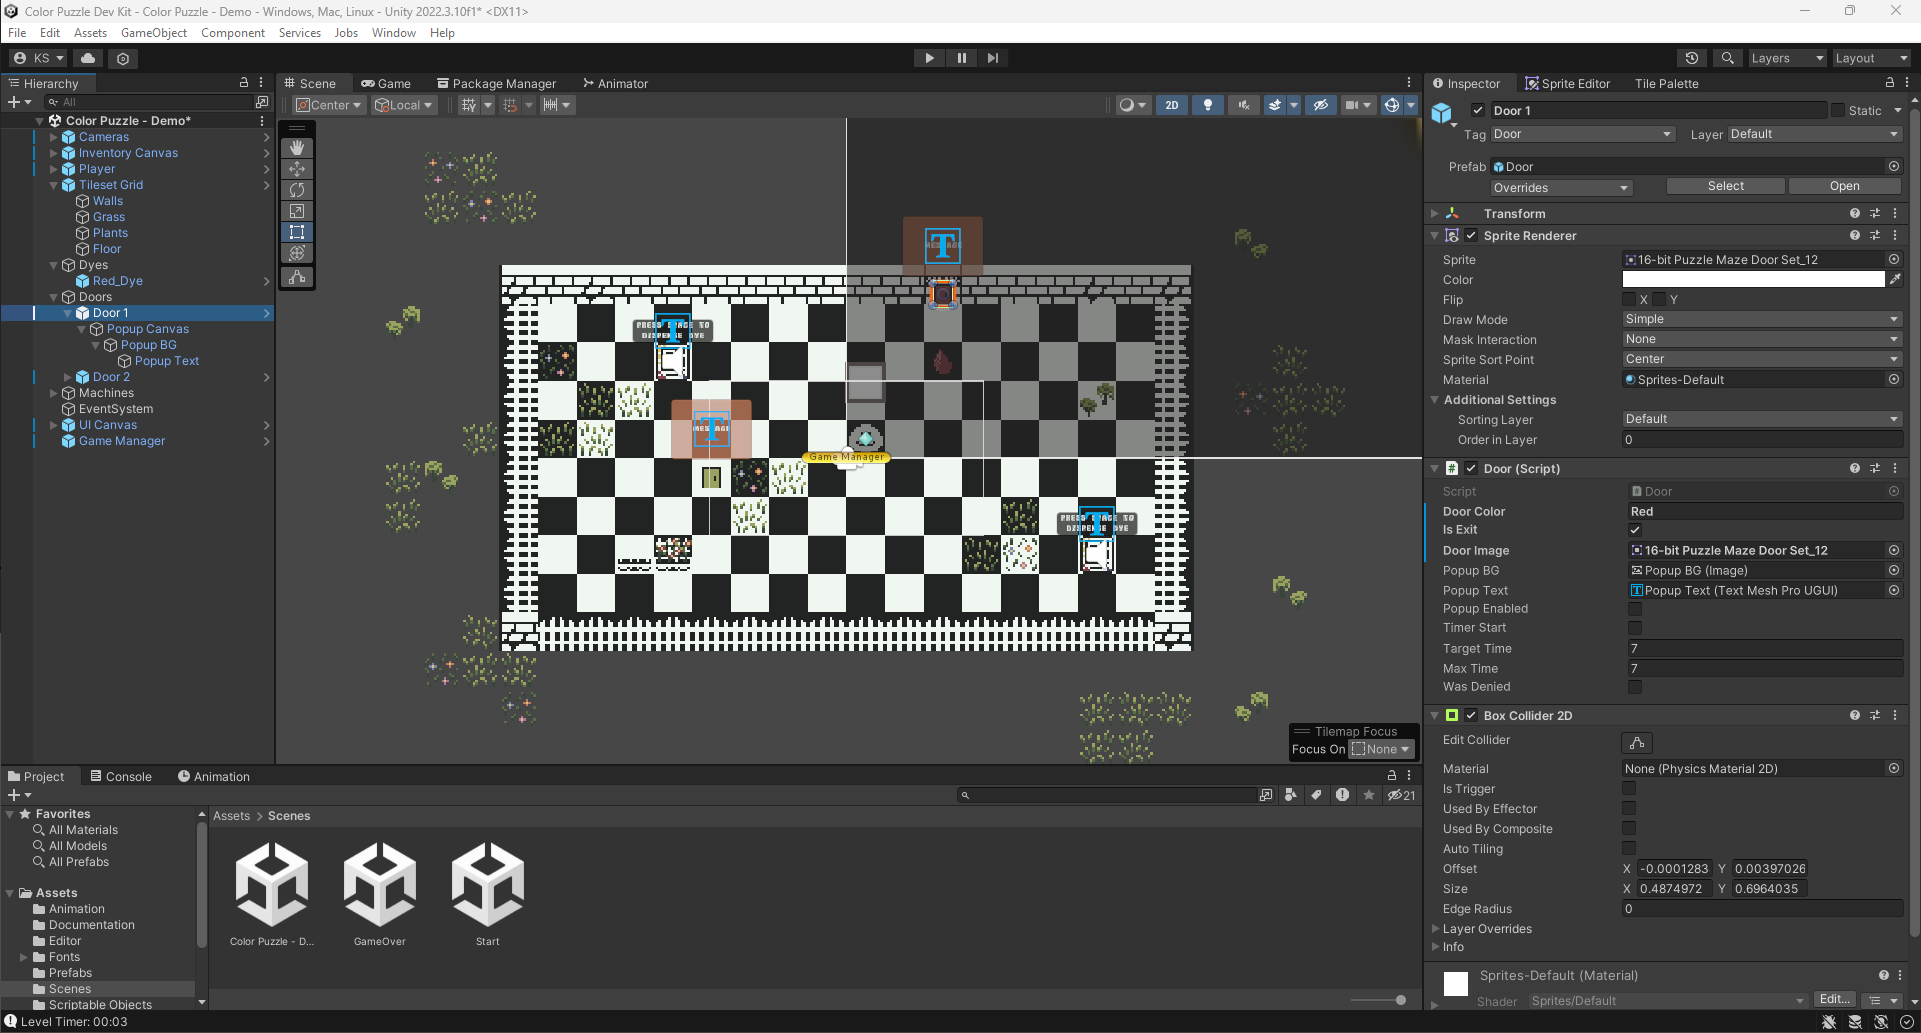 Color Puzzle Dev Kit - Color Puzzle - Demo - Windows, Mac, Linux - Unity 2022.3.10f1* <DX11>
File Edit Assets GameObject Component Services Jobs Window Help
KS
Layers
Layout
Hierarchy
All
Color Puzzle - Demo*
Cameras
Inventory Canvas
Player
Tileset Grid
Walls
Grass
Plants
Floor
Dyes
Red_Dye
Doors
Door 1
Popup Canvas
Popup BG
Popup Text
Door 2
Machines
EventSystem
UI Canvas
Game Manager
Scene Game Package Manager Animator
Center Local
2D
T
MESSAGE
PRESS SPACE TO
DISPENSE DYE
T
T
MESSAGE
Game Manager
PRESS SPACE TO
DISPENSE DYE
T
Tilemap Focus
Focus On None
Inspector Sprite Editor Tile Palette
Door 1 Static
Tag Door Layer Default
Prefab Door
Overrides Select Open
Transform
Sprite Renderer
Sprite 16-bit Puzzle Maze Door Set_12
Color
Flip X Y
Draw Mode Simple
Mask Interaction None
Sprite Sort Point Center
Material Sprites-Default
Additional Settings
Sorting Layer Default
Order in Layer 0
# Door (Script)
Script Door
Door Color Red
Is Exit
Door Image 16-bit Puzzle Maze Door Set_12
Popup BG Popup BG (Image)
Popup Text Popup Text (Text Mesh Pro UGUI)
Popup Enabled
Timer Start
Target Time 7
Max Time 7
Was Denied
Box Collider 2D
Edit Collider
Material None (Physics Material 2D)
Is Trigger
Used By Effector
Used By Composite
Auto Tiling
Offset X -0.0001283 Y 0.00397026
Size X 0.4874972 Y 0.6964035
Edge Radius 0
Layer Overrides
Info
Sprites-Default (Material)
Shader Sprites/Default Edit...
Project Console Animation
21
Favorites
All Materials
All Models
All Prefabs
Assets
Animation
Documentation
Editor
Fonts
Prefabs
Scenes
Scriptable Objects
Assets > Scenes
Color Puzzle - D... GameOver Start
Level Timer: 00:03